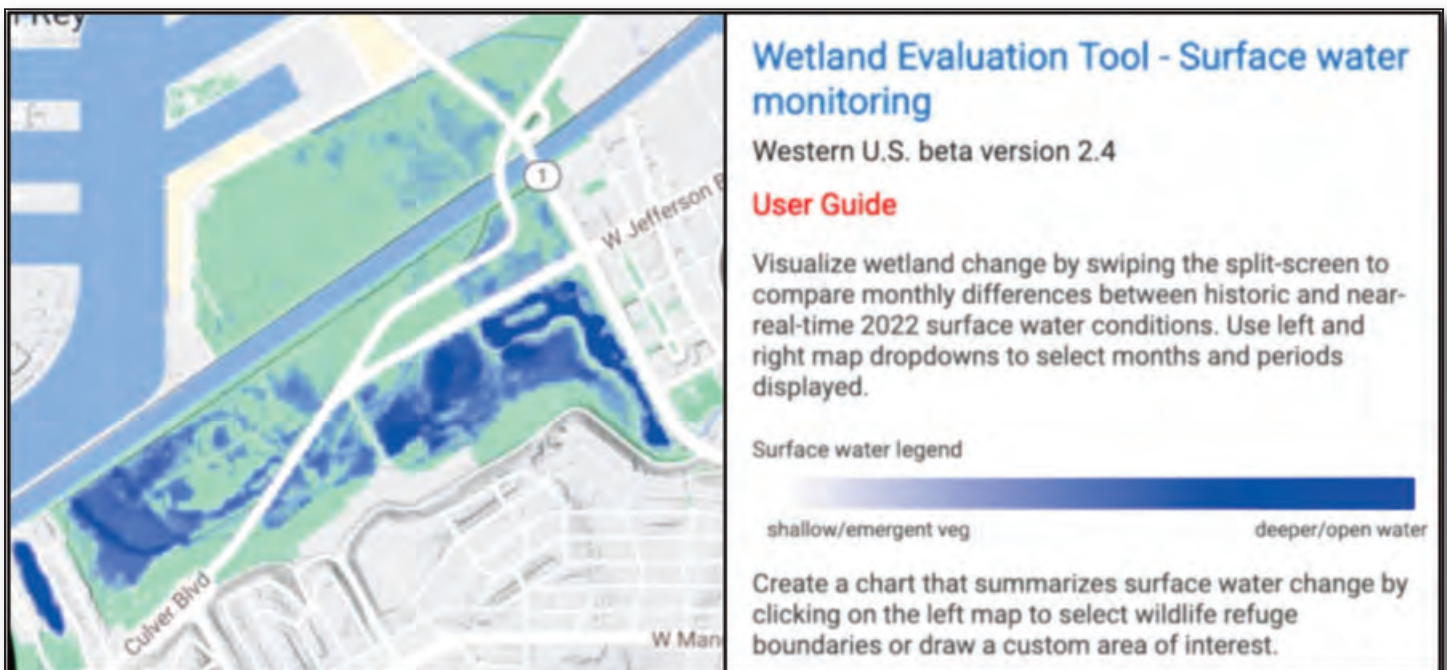 Key
1
W Jefferson B
Culver Blvd
W Man
Wetland Evaluation Tool - Surface water
monitoring
Western U.S. beta version 2.4
User Guide
Visualize wetland change by swiping the split-screen to
compare monthly differences between historic and near-
real-time 2022 surface water conditions. Use left and
right map dropdowns to select months and periods
displayed.
Surface water legend
shallow/emergent veg
deeper/open water
Create a chart that summarizes surface water change by
clicking on the left map to select wildlife refuge
boundaries or draw a custom area of interest.